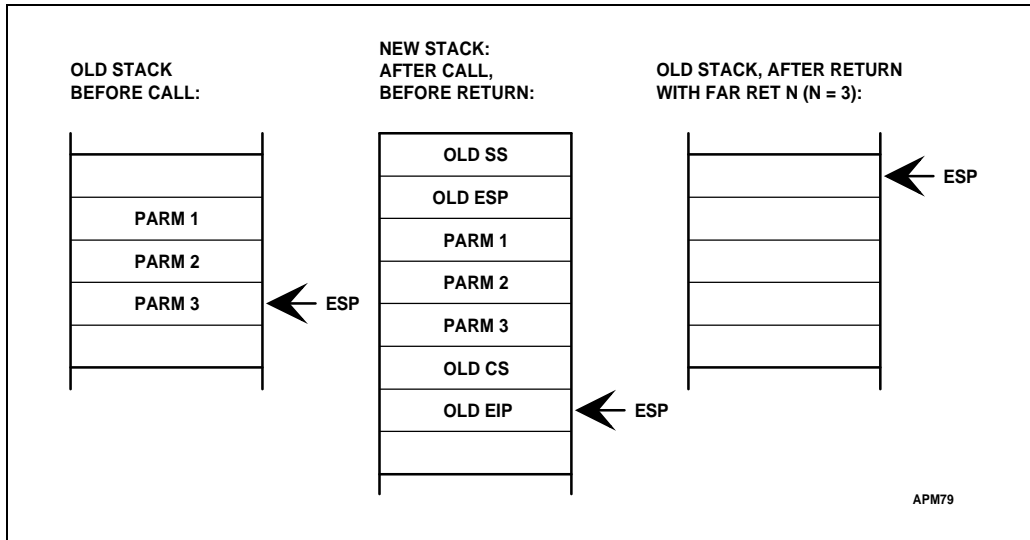 OLD STACK
BEFORE CALL:
PARM 1
PARM 2
PARM 3
ESP
NEW STACK:
AFTER CALL,
BEFORE RETURN:
OLD SS
OLD ESP
PARM 1
PARM 2
PARM 3
OLD CS
OLD EIP
ESP
OLD STACK, AFTER RETURN
WITH FAR RET N (N = 3):
ESP
APM79